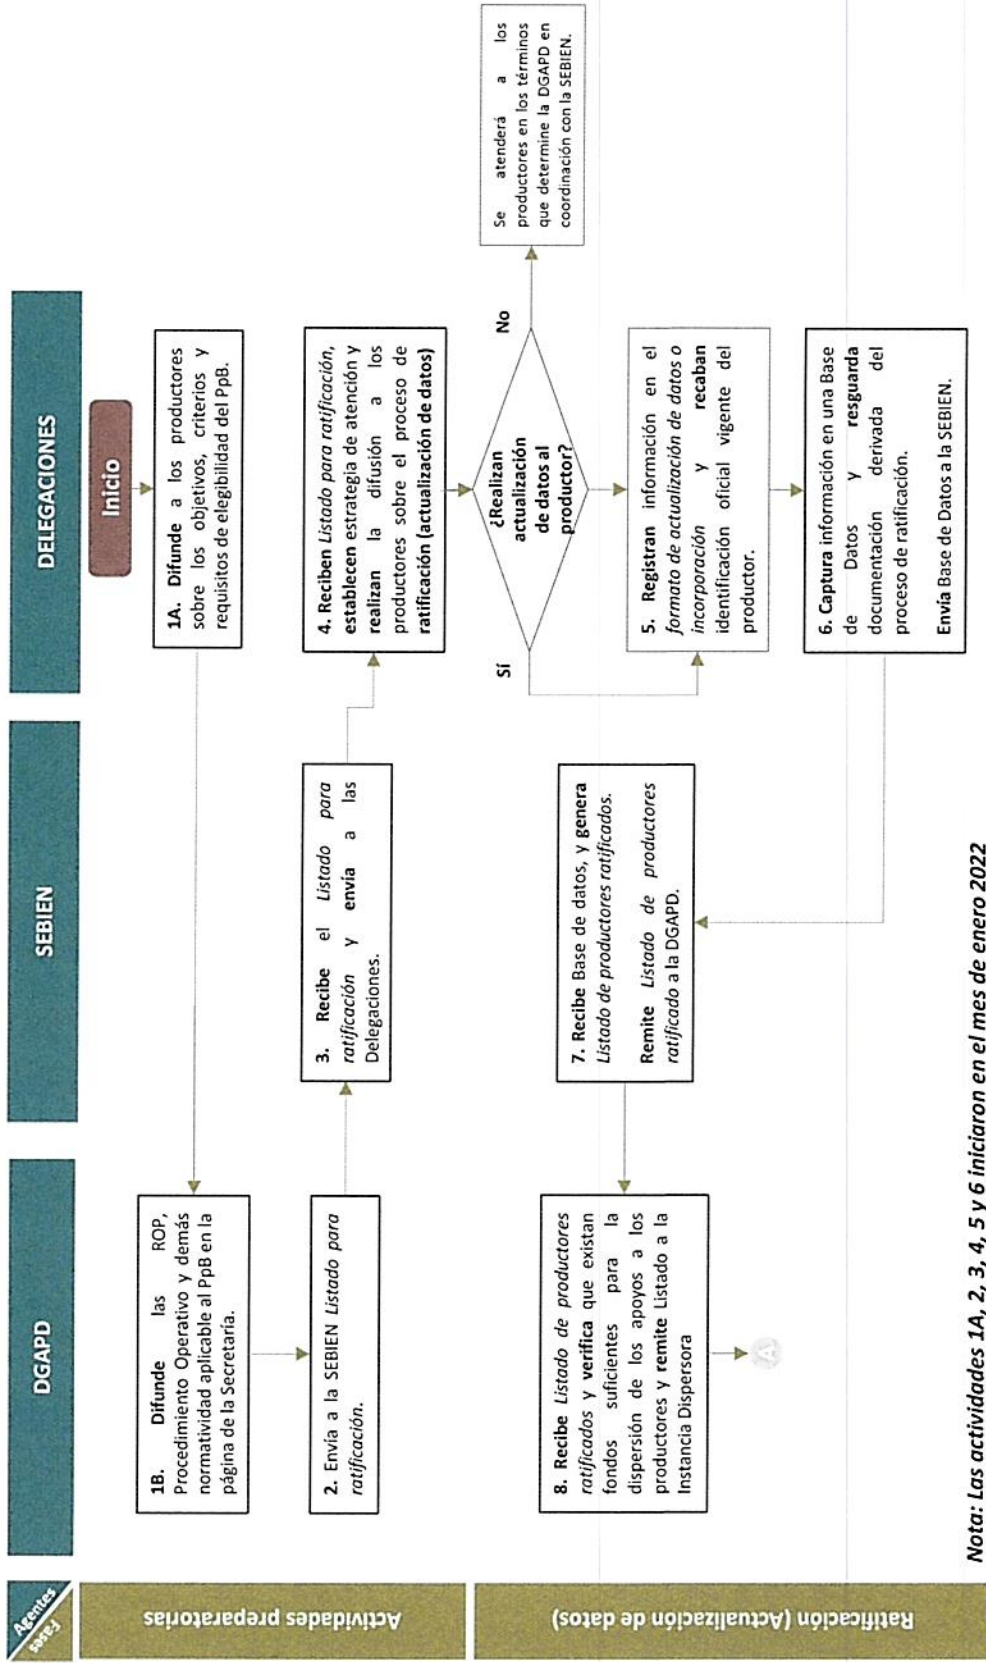 Agentes
Fases
DGAPD
SEBIEN
DELEGACIONES
Actividades preparatorias
Inicio
1A. Difunde a los productores
sobre los objetivos, criterios y
requisitos de elegibilidad del PpB.
1B. Difunde las ROP,
Procedimiento Operativo y demás
normatividad aplicable al PpB en la
página de la Secretaría.
2. Envía a la SEBIEN Listado para
ratificación.
3. Recibe el Listado para
ratificación y envía a las
Delegaciones.
4. Reciben Listado para ratificación,
establecen estrategia de atención y
realizan la difusión a los
productores sobre el proceso de
ratificación (actualización de datos)
Ratificación (Actualización de datos)
¿Realizan
actualización
de datos al
productor?
Sí
No
Se atenderá a los
productores en los términos
que determine la DGAPD en
coordinación con la SEBIEN.
5. Registran información en el
formato de actualización de datos o
incorporación y recaban
identificación oficial vigente del
productor.
6. Captura información en una Base
de Datos y resguarda
documentación derivada del
proceso de ratificación.
Envía Base de Datos a la SEBIEN.
7. Recibe Base de datos, y genera
Listado de productores ratificados.
Remite Listado de productores
ratificado a la DGAPD.
8. Recibe Listado de productores
ratificados y verifica que existan
fondos suficientes para la
dispersión de los apoyos a los
productores y remite Listado a la
Instancia Dispersora
A
Nota: Las actividades 1A, 2, 3, 4, 5 y 6 iniciaron en el mes de enero 2022